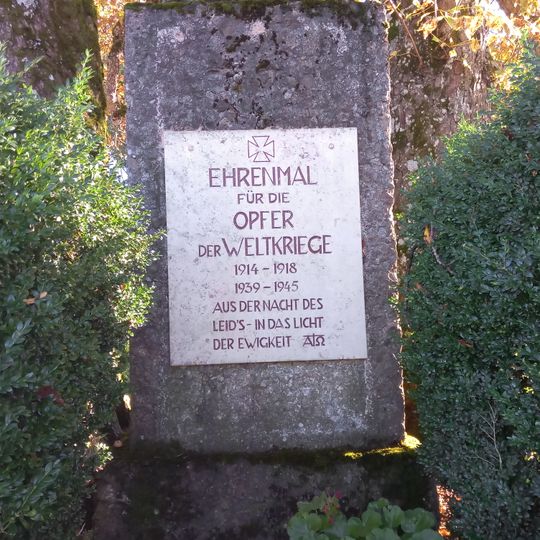 EHRENMAL
FÜR DIE
OPFER
DER WELTKRIEGE
1914 - 1918
1939 - 1945
AUS DER NACHT DES
LEID'S - IN DAS LICHT
DER EWIGKEIT A Ω